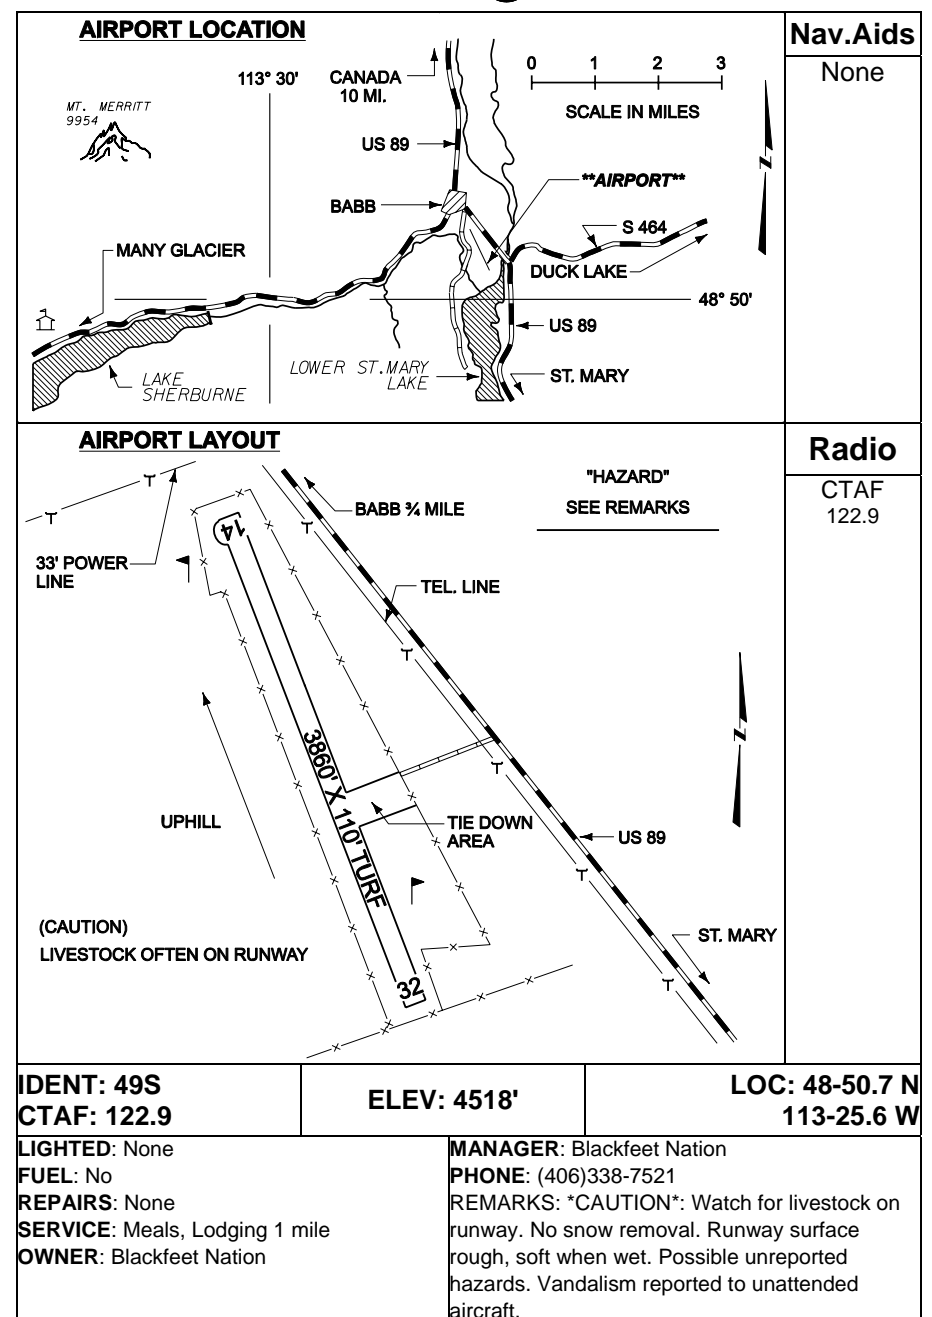 AIRPORT LOCATION
Nav.Aids
None
113° 30'
CANADA
10 MI.
0 1 2 3
SCALE IN MILES
MT. MERRITT
9954
US 89
**AIRPORT**
BABB
S 464
MANY GLACIER
DUCK LAKE
48° 50'
US 89
LOWER ST.MARY
LAKE
ST. MARY
LAKE
SHERBURNE
N
AIRPORT LAYOUT
Radio
CTAF
122.9
"HAZARD"
SEE REMARKS
BABB ¾ MILE
14
33' POWER
LINE
TEL. LINE
3860' X 110' TURF
N
UPHILL
TIE DOWN
AREA
US 89
(CAUTION)
LIVESTOCK OFTEN ON RUNWAY
ST. MARY
32
IDENT: 49S
CTAF: 122.9
ELEV: 4518'
LOC: 48-50.7 N
113-25.6 W
LIGHTED: None
FUEL: No
REPAIRS: None
SERVICE: Meals, Lodging 1 mile
OWNER: Blackfeet Nation
MANAGER: Blackfeet Nation
PHONE: (406)338-7521
REMARKS: *CAUTION*: Watch for livestock on
runway. No snow removal. Runway surface
rough, soft when wet. Possible unreported
hazards. Vandalism reported to unattended
aircraft.